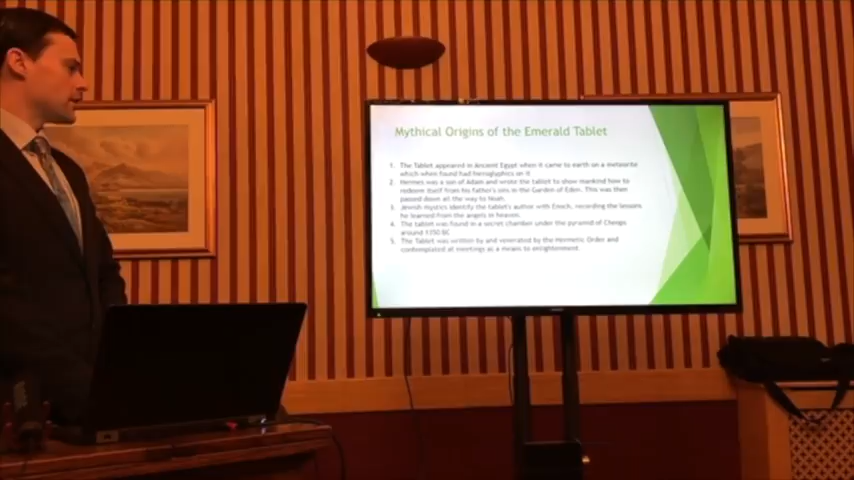 Mythical Origins of the Emerald Tablet
1. The Tablet appeared in Ancient Egypt when it came to earth on a meteorite
which when found had hieroglyphics on it
2. Hermes was a son of Adam and wrote the tablet to show mankind how to
redeem itself from his father's sins in the Garden of Eden. This was then
passed down all the way to Noah.
3. Jewish mystics identify the tablet's author with Enoch, recording the lessons
he learned from the angels in heaven.
4. The tablet was found in a secret chamber under the pyramid of Cheops
around 1350 BC
5. The Tablet was written by and venerated by the Hermetic Order and
contemplated at meetings as a means to enlightenment.